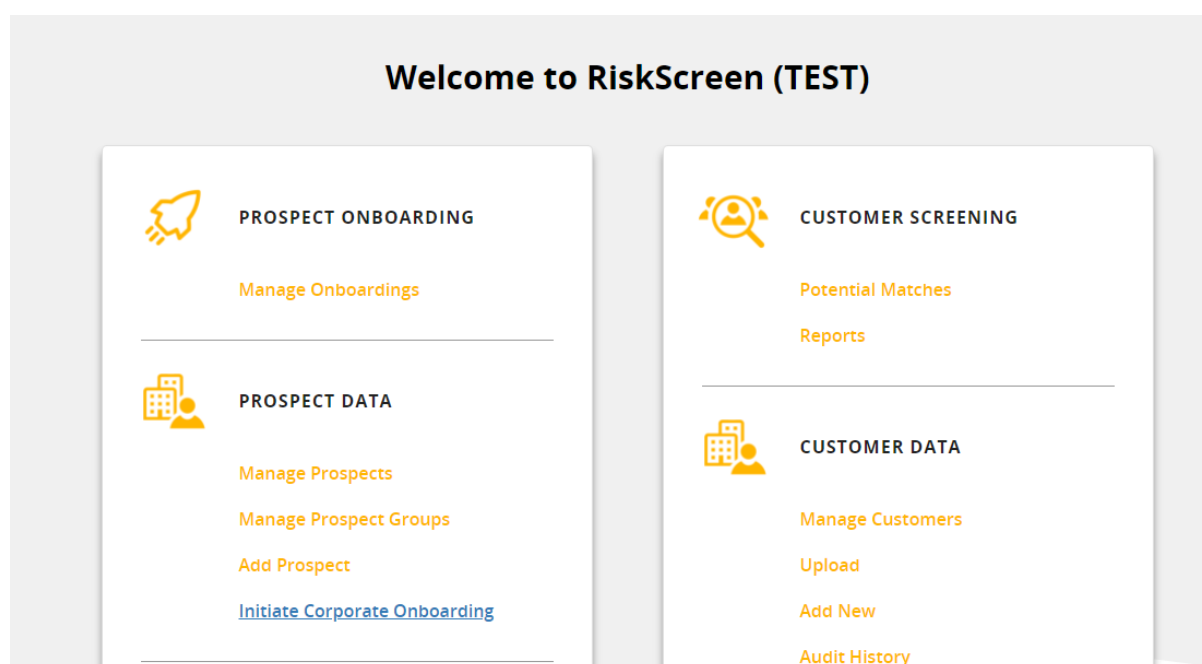 Welcome to RiskScreen (TEST)
PROSPECT ONBOARDING
Manage Onboardings
PROSPECT DATA
Manage Prospects
Manage Prospect Groups
Add Prospect
Initiate Corporate Onboarding
CUSTOMER SCREENING
Potential Matches
Reports
CUSTOMER DATA
Manage Customers
Upload
Add New
Audit History